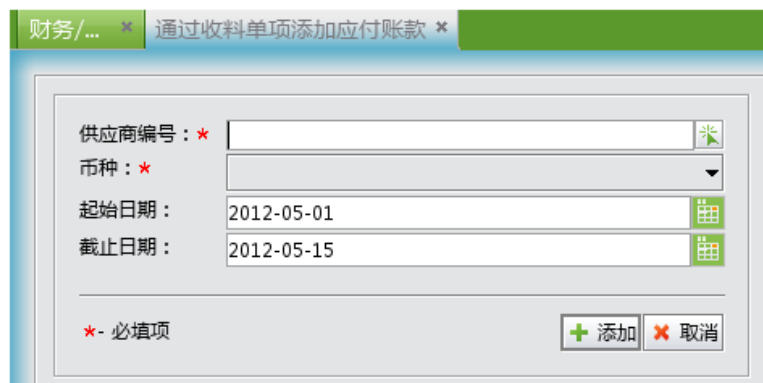 财务/... 通过收料单项添加应付账款
供应商编号：*
币种：*
起始日期： 2012-05-01
截止日期： 2012-05-15
*- 必填项 添加 取消